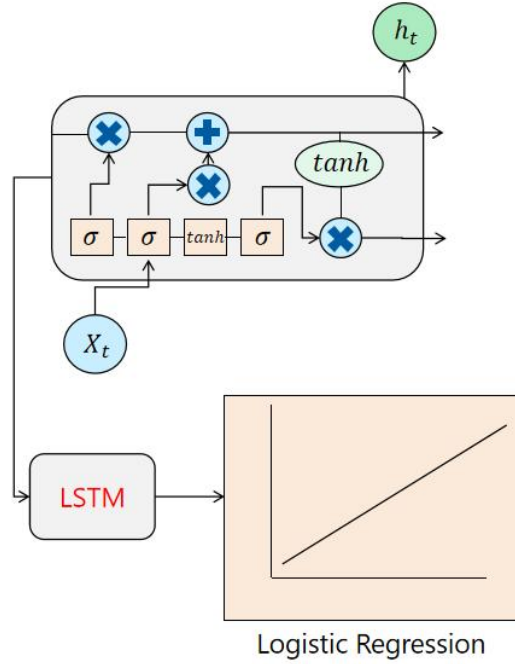 h_t
tanh
σ σ tanh σ
X_t
LSTM
Logistic Regression